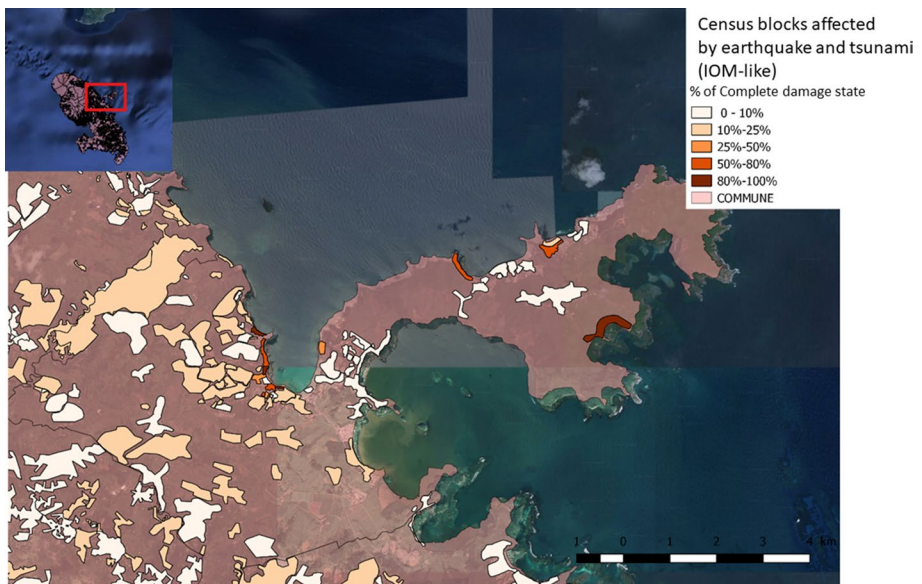 Census blocks affected
by earthquake and tsunami
(IOM-like)
% of Complete damage state
0 - 10%
10%-25%
25%-50%
50%-80%
80%-100%
COMMUNE
1 0 1 2 3 4 km